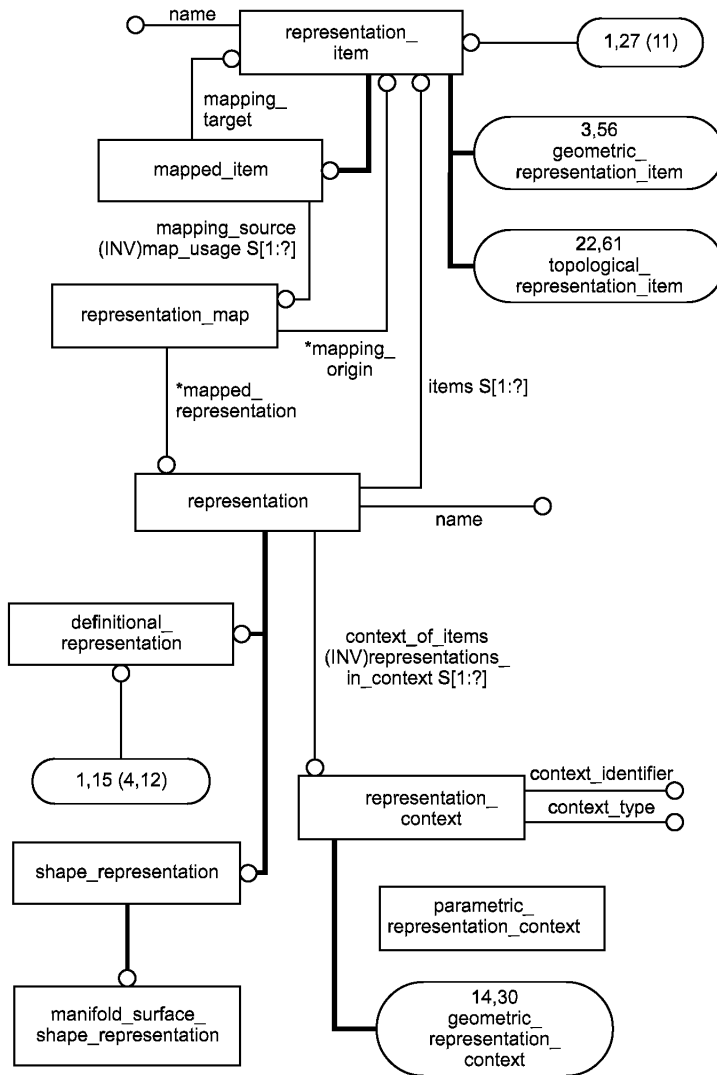 name
representation_
item
1,27 (11)
mapping_
target
3,56
geometric_
representation_item
mapped_item
mapping_source
(INV)map_usage S[1:?]
22,61
topological_
representation_item
representation_map
*mapping_
origin
items S[1:?]
*mapped_
representation
representation
name
definitional_
representation
context_of_items
(INV)representations_
in_context S[1:?]
1,15 (4,12)
representation_
context
context_identifier
context_type
shape_representation
parametric_
representation_context
manifold_surface_
shape_representation
14,30
geometric_
representation_
context